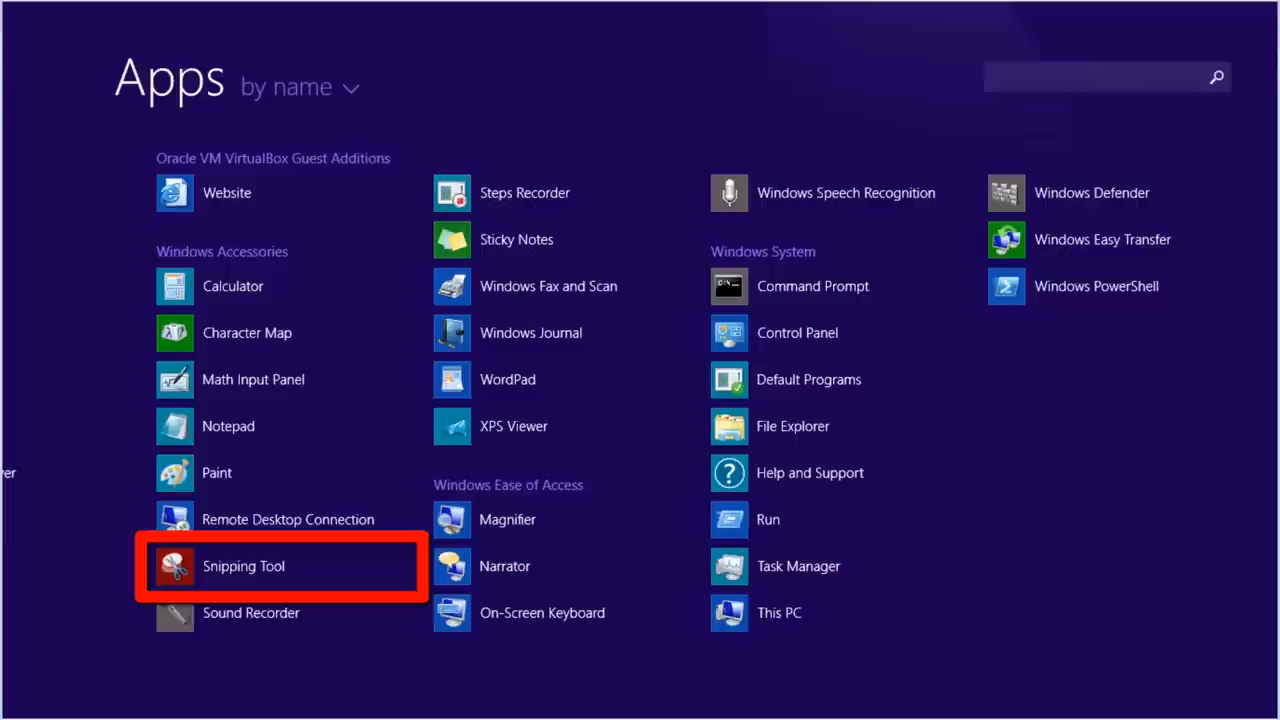 Apps by name
Oracle VM VirtualBox Guest Additions
Website
Windows Accessories
Calculator
Character Map
Math Input Panel
Notepad
Paint
Remote Desktop Connection
Snipping Tool
Sound Recorder
Steps Recorder
Sticky Notes
Windows Fax and Scan
Windows Journal
WordPad
XPS Viewer
Windows Ease of Access
Magnifier
Narrator
On-Screen Keyboard
Windows Speech Recognition
Windows System
Command Prompt
Control Panel
Default Programs
File Explorer
Help and Support
Run
Task Manager
This PC
Windows Defender
Windows Easy Transfer
Windows PowerShell